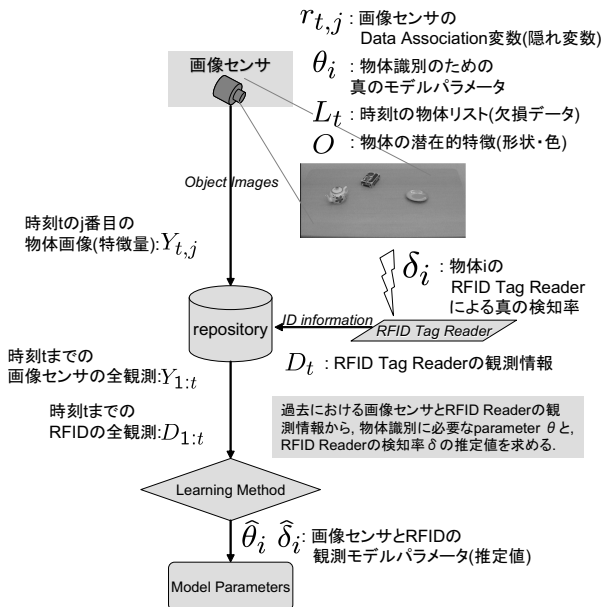 r_{t,j} : 画像センサの
Data Association変数(隠れ変数)
画像センサ
θ_i : 物体識別のための
真のモデルパラメータ
L_t : 時刻tの物体リスト(欠損データ)
O : 物体の潜在的特徴(形状・色)
Object Images
時刻tのj番目の
物体画像(特徴量):Y_{t,j}
δ_i : 物体iの
RFID Tag Reader
による真の検知率
repository
ID information
RFID Tag Reader
D_t : RFID Tag Readerの観測情報
時刻tまでの
画像センサの全観測:Y_{1:t}
時刻tまでの
RFIDの全観測:D_{1:t}
過去における画像センサとRFID Readerの観
測情報から, 物体識別に必要なparameter θと,
RFID Readerの検知率δの推定値を求める.
Learning Method
\hat{θ}_i \hat{δ}_i : 画像センサとRFIDの
観測モデルパラメータ(推定値)
Model Parameters